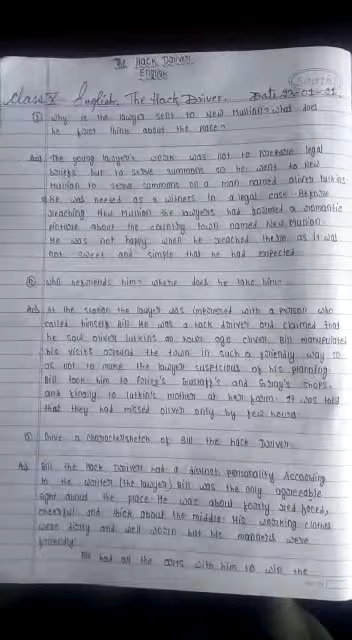 The Hack Driver
English
Class X English. The Hack Driver. Date 23-01-21
① Why is the lawyer sent to New Mullion? What does
he first think about the place?
Ans The young lawyer's work was not to prepare legal
briefs but to serve summons so he went to New
Mullion to serve summons on a man named oliver lutkins
he was needed as a witness in a legal case. Before
reaching New Mullion the lawyers had a romantic
picture about the country town named New Mullion.
He was not happy when he reached there as it was
not sweet and simple that he had expected
② Who befriends him? where does he take him?
Ans At the station the lawyer was impressed with a person who
called himself Bill He was a hack driver and claimed that
he saw oliver lutkins an hour ago Bill manipulated
his visits around the town in such a friendly way so
as not to make the lawyer suspicious of his planning
Bill took him to Fritz's Gustaff's and Gray's shops,
and finally to lutkin's mother at her farm. It was told
that they had missed oliver only by few hours
Give a charactersketch of Bill the hack Driver
Bill the hack Driver had a distinct personality According
to the writer (the lawyer) Bill was the only agreeable
sight about the place. He was about forty red faced,
cheerful and thick about the middle. His working clothes
were dirty and well worn but his manners were
friendly.
Bill had all the arts with him to win the